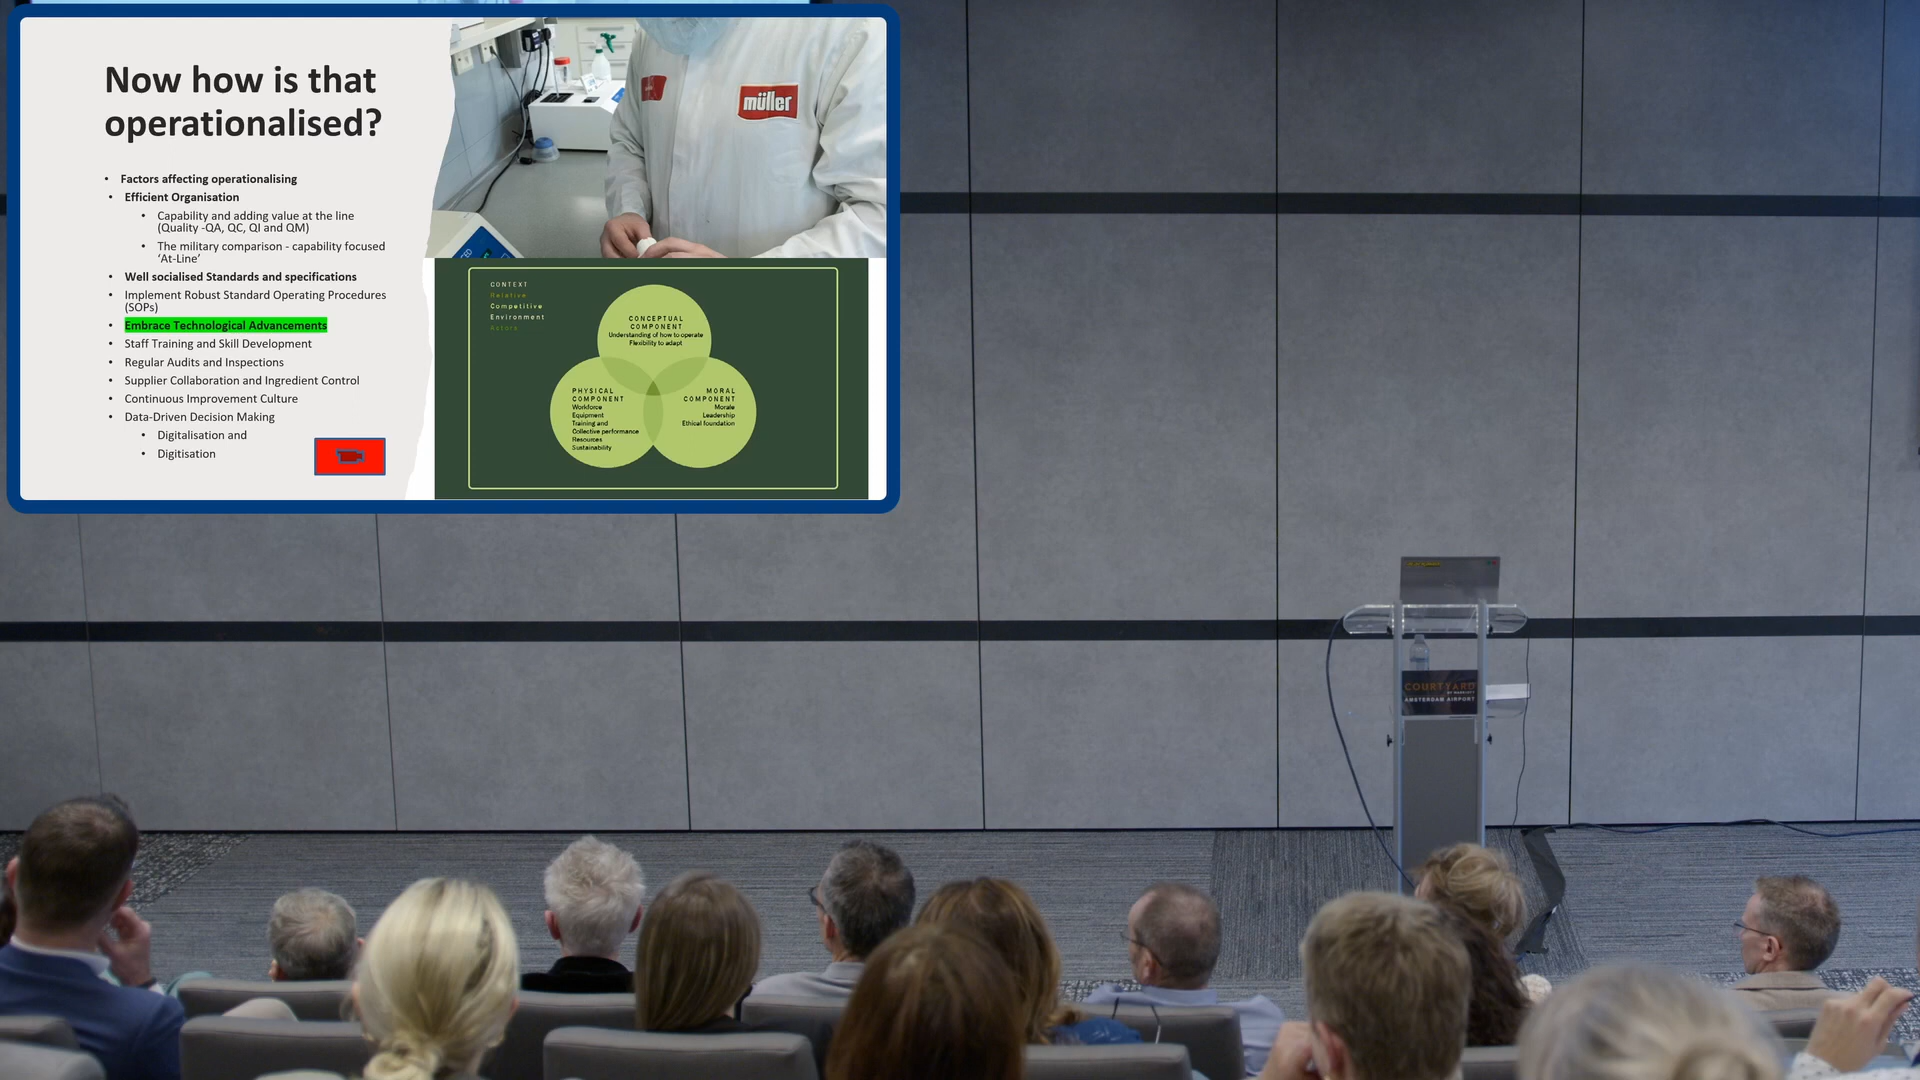 Now how is that
operationalised?
• Factors affecting operationalising
• Efficient Organisation
• Capability and adding value at the line
(Quality -QA, QC, QI and QM)
• The military comparison - capability focused
‘At-Line’
• Well socialised Standards and specifications
• Implement Robust Standard Operating Procedures
(SOPs)
• Embrace Technological Advancements
• Staff Training and Skill Development
• Regular Audits and Inspections
• Supplier Collaboration and Ingredient Control
• Continuous Improvement Culture
• Data-Driven Decision Making
• Digitalisation and
• Digitisation
müller
CONTEXT
Relative
Competitive
Environment
Actors
CONCEPTUAL
COMPONENT
Understanding of how to operate
Flexibility to adapt
PHYSICAL
COMPONENT
Workforce
Equipment
Training and
Collective performance
Resources
Sustainability
MORAL
COMPONENT
Morale
Leadership
Ethical foundation
COURTYARD
AMSTERDAM AIRPORT